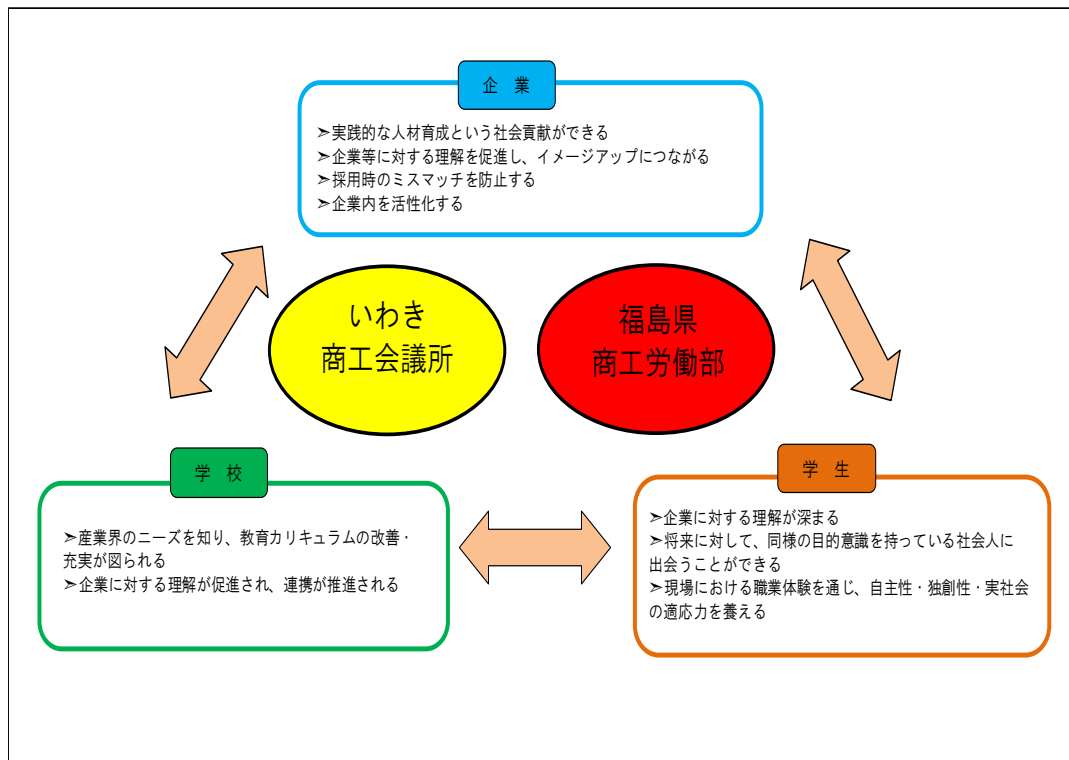 企　業
➢実践的な人材育成という社会貢献ができる
➢企業等に対する理解を促進し、イメージアップにつながる
➢採用時のミスマッチを防止する
➢企業内を活性化する
いわき
商工会議所
福島県
商工労働部
学　校
➢産業界のニーズを知り、教育カリキュラムの改善・
充実が図られる
➢企業に対する理解が促進され、連携が推進される
学　生
➢企業に対する理解が深まる
➢将来に対して、同様の目的意識を持っている社会人に
出会うことができる
➢現場における職業体験を通じ、自主性・独創性・実社会
の適応力を養える